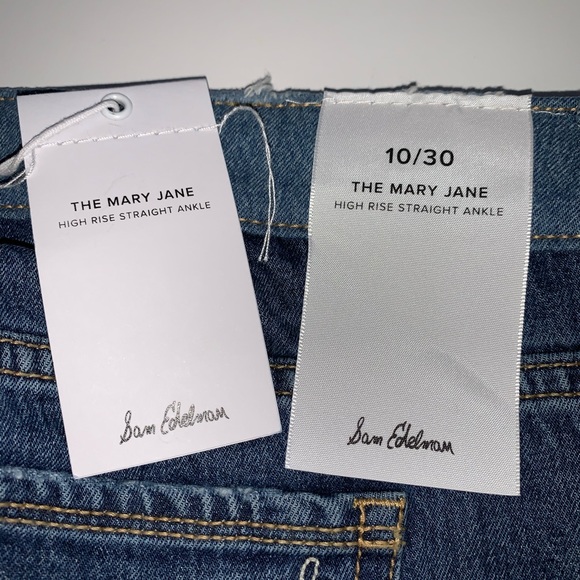 THE MARY JANE
HIGH RISE STRAIGHT ANKLE
Sam Edelman
10/30
THE MARY JANE
HIGH RISE STRAIGHT ANKLE
Sam Edelman